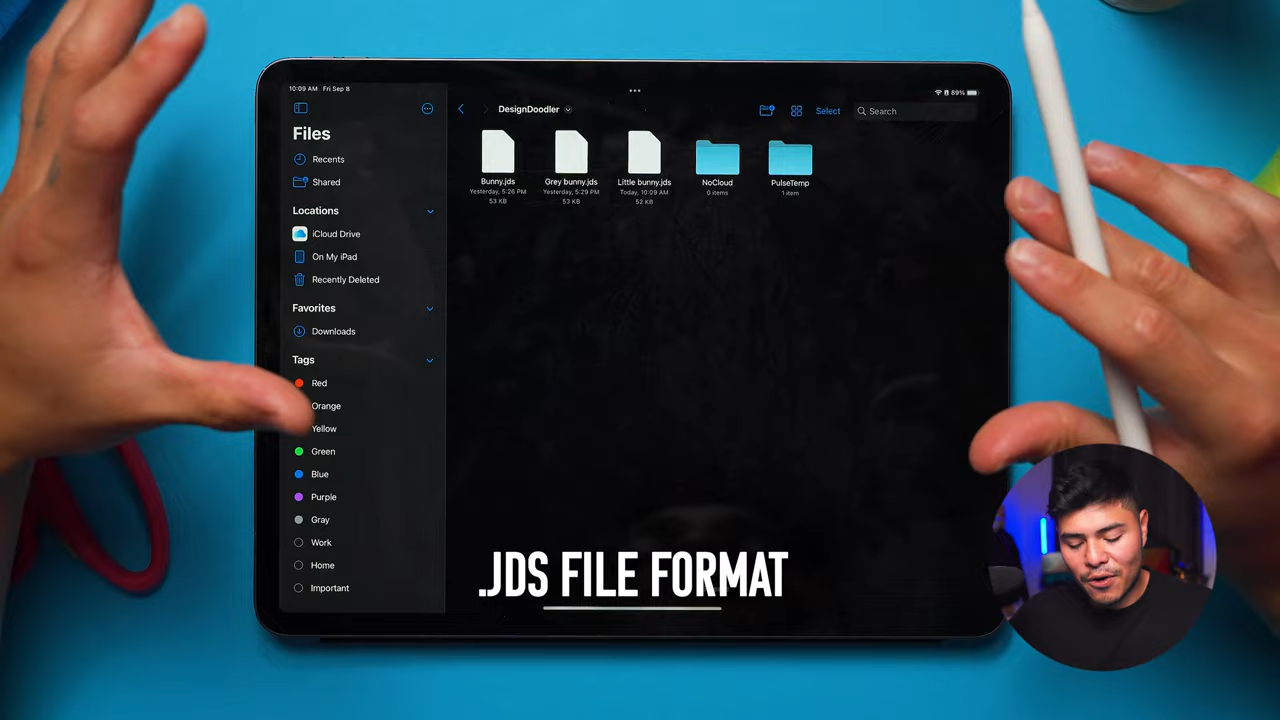 10:09 AM Fri Sep 8
89%
Files
Recents
Shared
Locations
iCloud Drive
On My iPad
Recently Deleted
Favorites
Downloads
Tags
Red
Orange
Yellow
Green
Blue
Purple
Gray
Work
Home
Important
DesignDoodler
Select
Search
Bunny.jds
Yesterday, 5:26 PM
53 KB
Grey bunny.jds
Yesterday, 5:29 PM
53 KB
Little bunny.jds
Today, 10:09 AM
52 KB
NoCloud
0 items
PulseTemp
1 item
.JDS FILE FORMAT